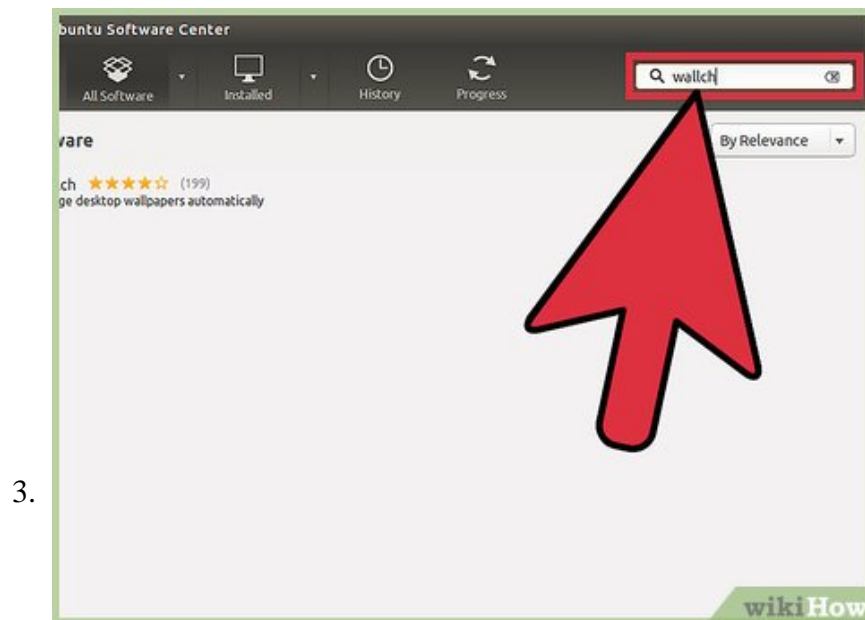 buntu Software Center
All Software
Installed
History
Progress
wallch
ware
By Relevance
ch ★★★★☆ (199)
ge desktop wallpapers automatically
3.
wikiHow